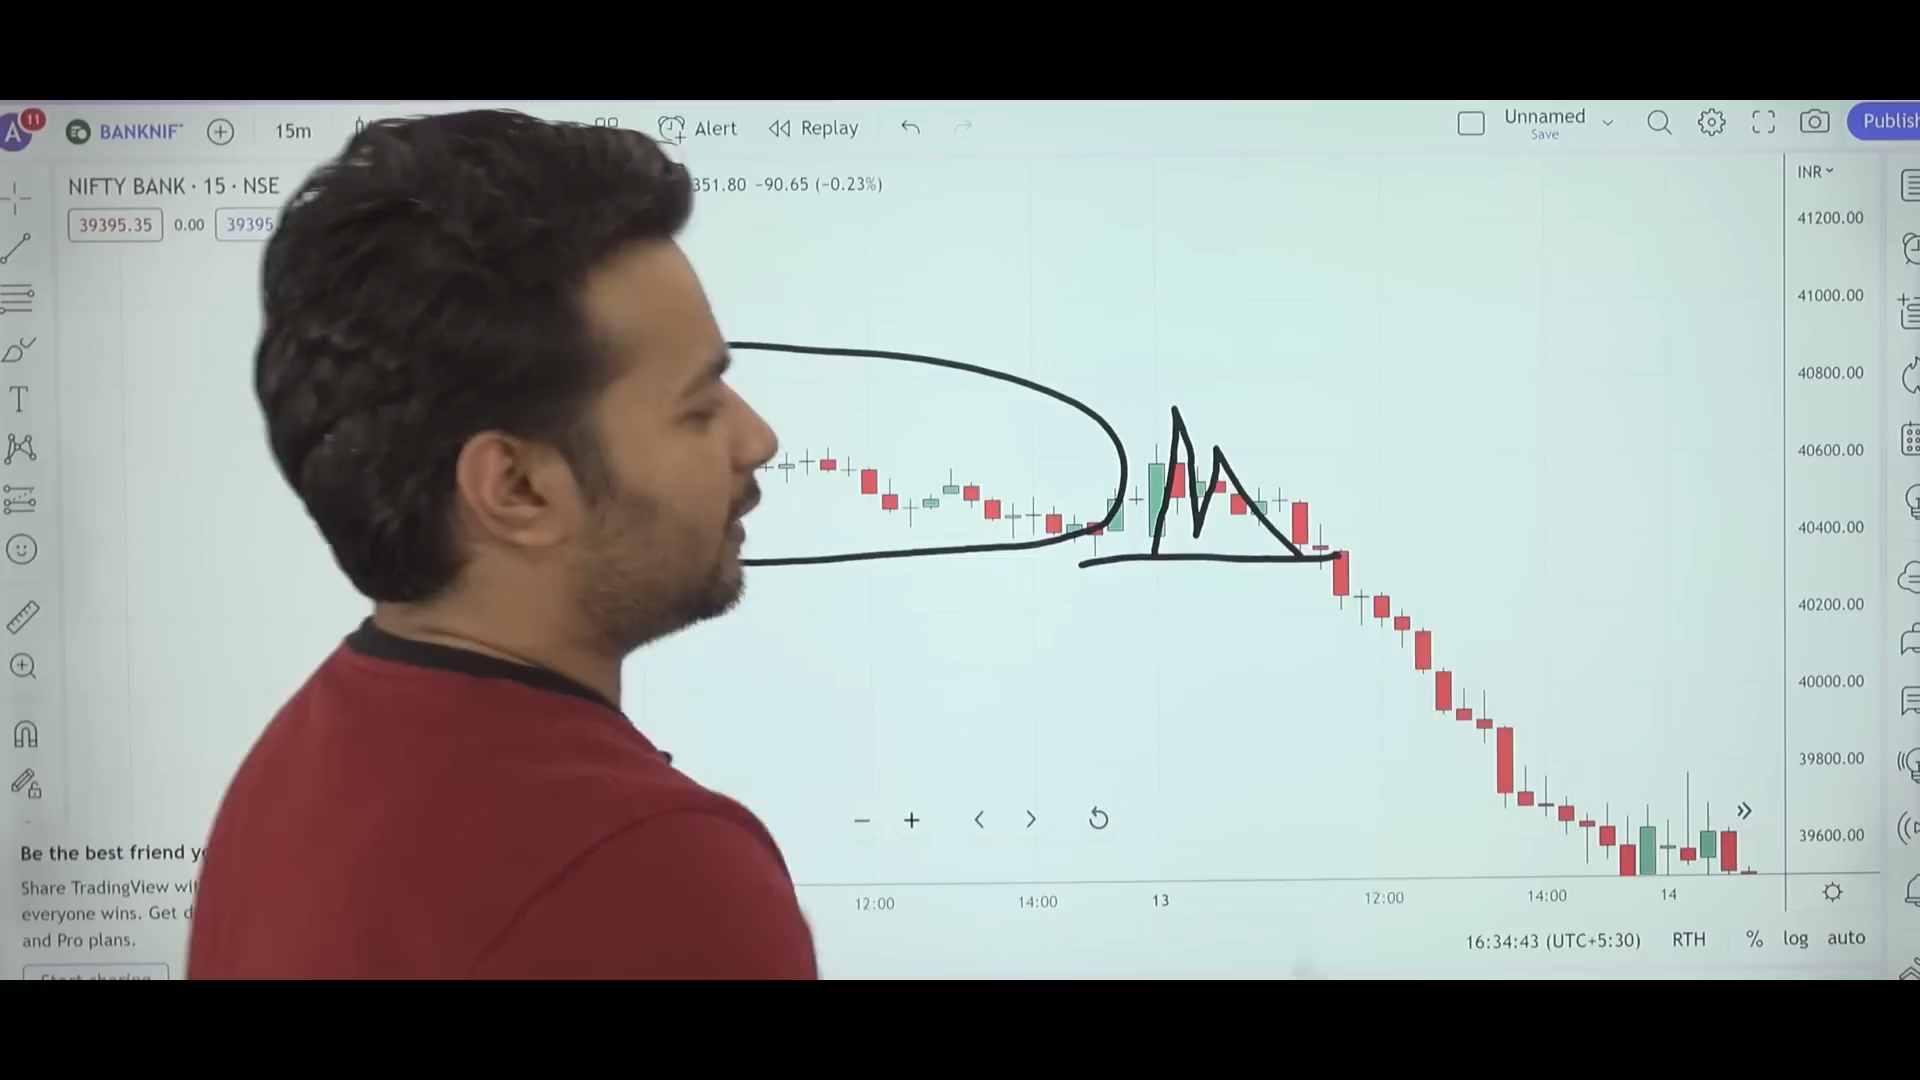 A 11 BANKNIF 15m Alert Replay Unnamed Publish
Save
NIFTY BANK · 15 · NSE 351.80 −90.65 (−0.23%) INR
39395.35 0.00 39395
41200.00
41000.00
40800.00
40600.00
40400.00
40200.00
40000.00
39800.00
39600.00
T
Be the best friend y
Share TradingView wit
everyone wins. Get d
and Pro plans.
12:00 14:00 13 12:00 14:00 14
16:34:43 (UTC+5:30) RTH % log auto